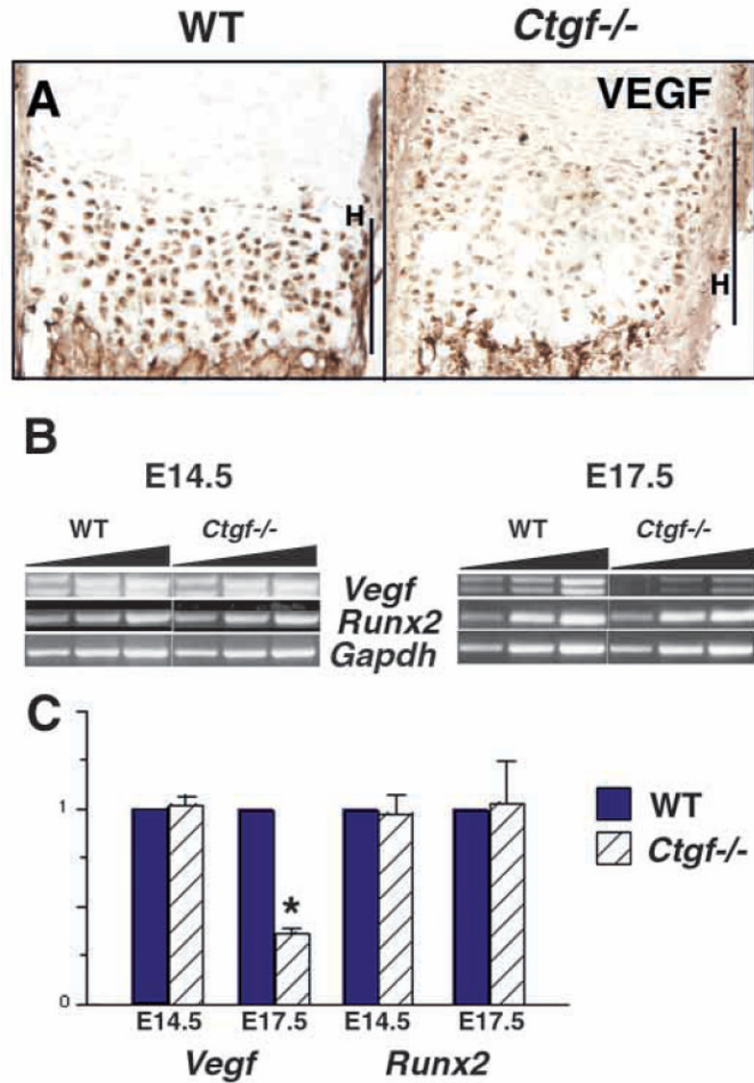 WT Ctgf-/-
A VEGF
H
H
B
E14.5 E17.5
WT Ctgf-/- WT Ctgf-/-
Vegf
Runx2
Gapdh
C
1
0
WT
Ctgf-/-
*
E14.5 E17.5 E14.5 E17.5
Vegf Runx2